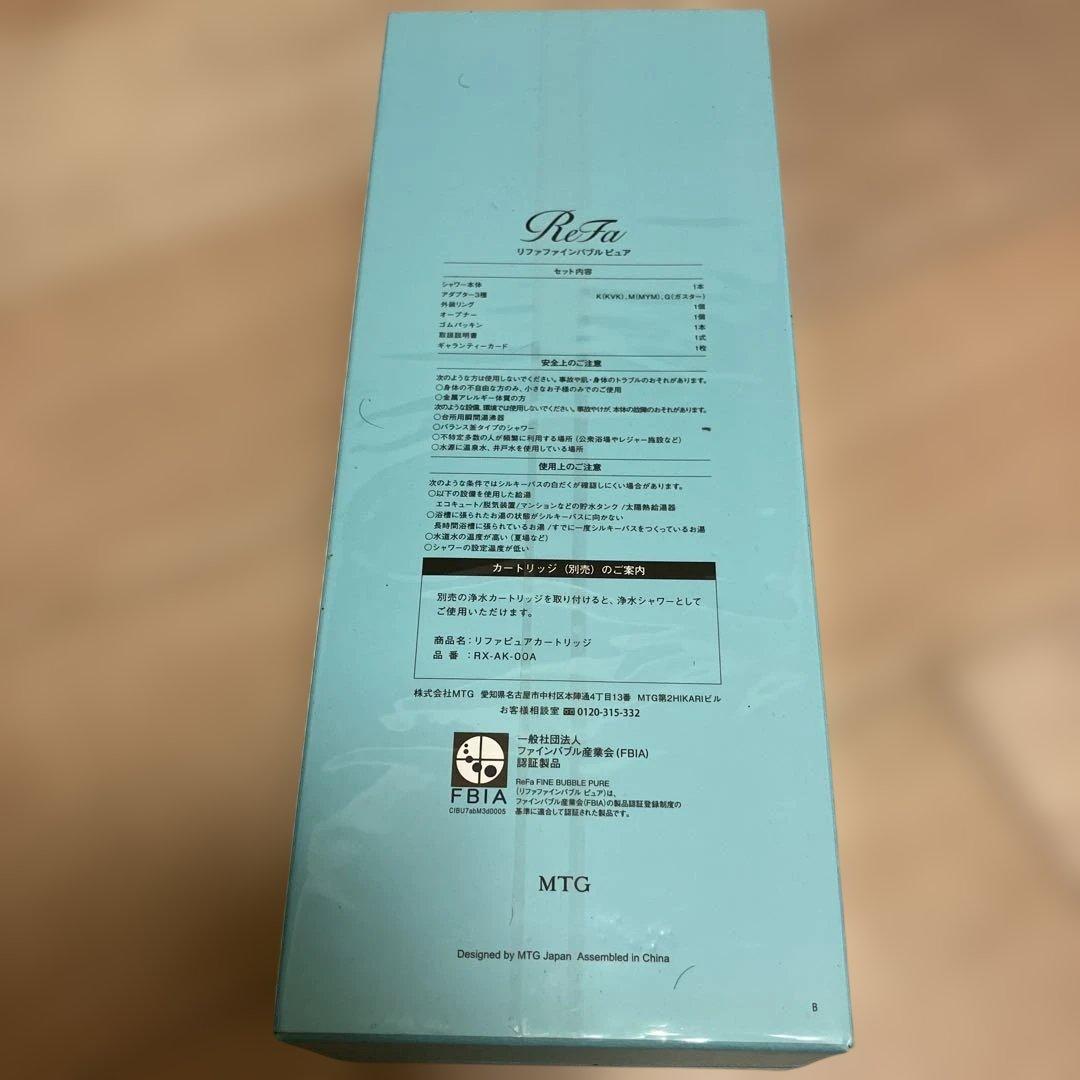 ReFa
リファファインバブル ピュア
セット内容
シャワー本体 1本
アダプター3種 K(KVK)、M(MYM)、G(ガスター)
外装リング 1個
オープナー 1個
ゴムパッキン 1本
取扱説明書 1式
ギャランティーカード 1枚
安全上のご注意
次のような方は使用しないでください。事故や肌・身体のトラブルのおそれがあります。
○身体の不自由な方のみ、小さなお子様のみでのご使用
○金属アレルギー体質の方
次のような設備、環境では使用しないでください。事故やけが、本体の故障のおそれがあります。
○台所用瞬間湯沸器
○バランス釜タイプのシャワー
○不特定多数の人が頻繁に利用する場所（公衆浴場やレジャー施設など）
○水源に温泉水、井戸水を使用している場所
使用上のご注意
次のような条件ではシルキーバスの白だくが確認しにくい場合があります。
○以下の設備を使用した給湯
エコキュート/脱気装置/マンションなどの貯水タンク/太陽熱給湯器
○浴槽に張られたお湯の状態がシルキーバスに向かない
長時間浴槽に張られているお湯/すでに一度シルキーバスをつくっているお湯
○水道水の温度が高い（夏場など）
○シャワーの設定温度が低い
カートリッジ（別売）のご案内
別売の浄水カートリッジを取り付けると、浄水シャワーとして
ご使用いただけます。
商品名：リファピュアカートリッジ
品 番 ：RX-AK-00A
株式会社MTG 愛知県名古屋市中村区本陣通4丁目13番 MTG第2HIKARIビル
お客様相談室 0120-315-332
一般社団法人
ファインバブル産業会(FBIA)
認証製品
FBIA
CIBU7abM3d0005
ReFa FINE BUBBLE PURE
（リファファインバブル ピュア）は、
ファインバブル産業会(FBIA)の製品認証登録制度の
基準に適合して認証された製品です。
MTG
Designed by MTG Japan Assembled in China
B